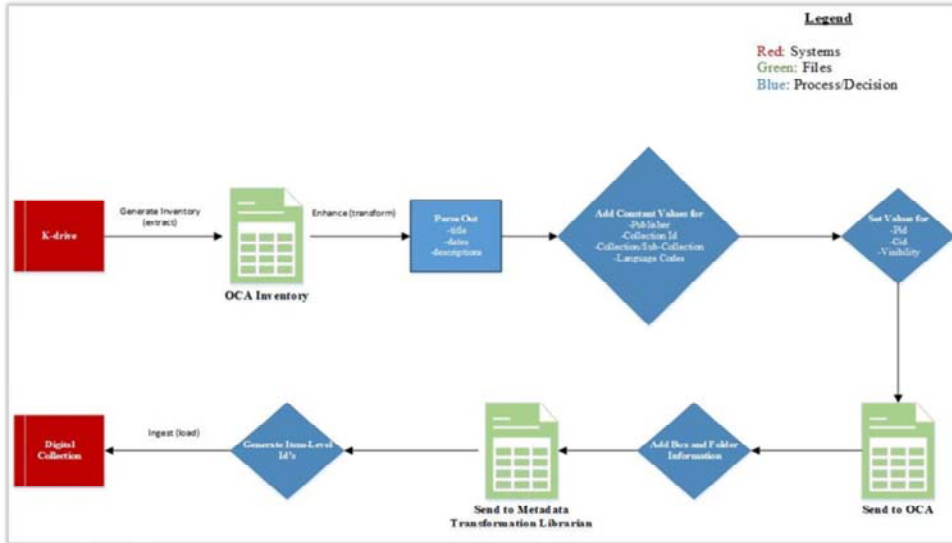 Legend
Red: Systems
Green: Files
Blue: Process/Decision
K-drive
Generate Inventory
(extract)
OCA Inventory
Enhance (transform)
Parse Out
-title
-dates
-descriptions
Add Constant Values for
-Publisher
-Collection Id
-Collection/Sub-Collection
-Language Codes
Set Values for
-Pid
-Cid
-Visibility
Digital
Collection
Ingest (load)
Generate Item-Level
Id's
Send to Metadata
Transformation Librarian
Add Box and Folder
Information
Send to OCA